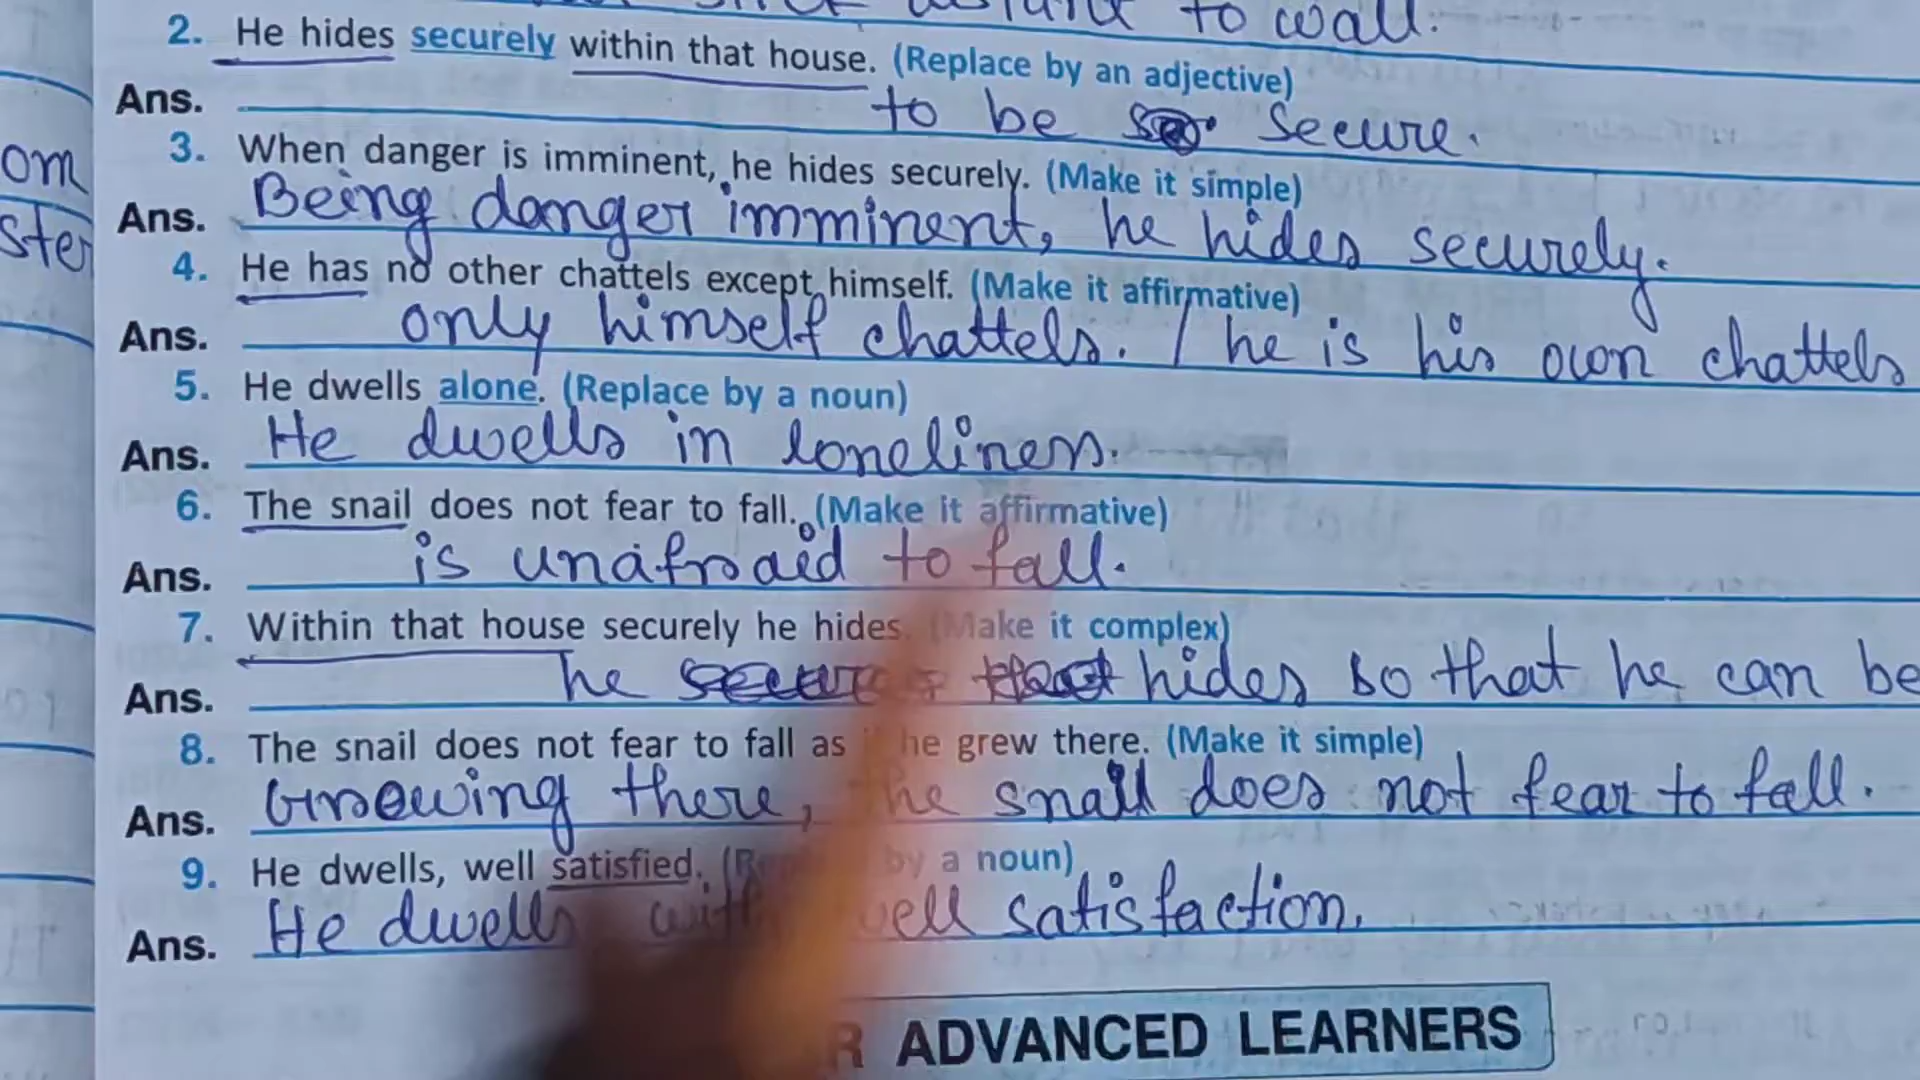 to wall.
2. He hides securely within that house. (Replace by an adjective)
Ans. to be secure.
3. When danger is imminent, he hides securely. (Make it simple)
Ans. Being danger imminent, he hides securely.
4. He has no other chattels except himself. (Make it affirmative)
Ans. only himself chattels. / he is his own chattels
5. He dwells alone. (Replace by a noun)
Ans. He dwells in loneliness.
6. The snail does not fear to fall. (Make it affirmative)
Ans. is unafraid to fall.
7. Within that house securely he hides. (Make it complex)
Ans. he hides so that he can be
8. The snail does not fear to fall as he grew there. (Make it simple)
Ans. Growing there, the snail does not fear to fall.
9. He dwells, well satisfied. by a noun)
Ans. He dwells with well satisfaction.
ADVANCED LEARNERS
om
ster